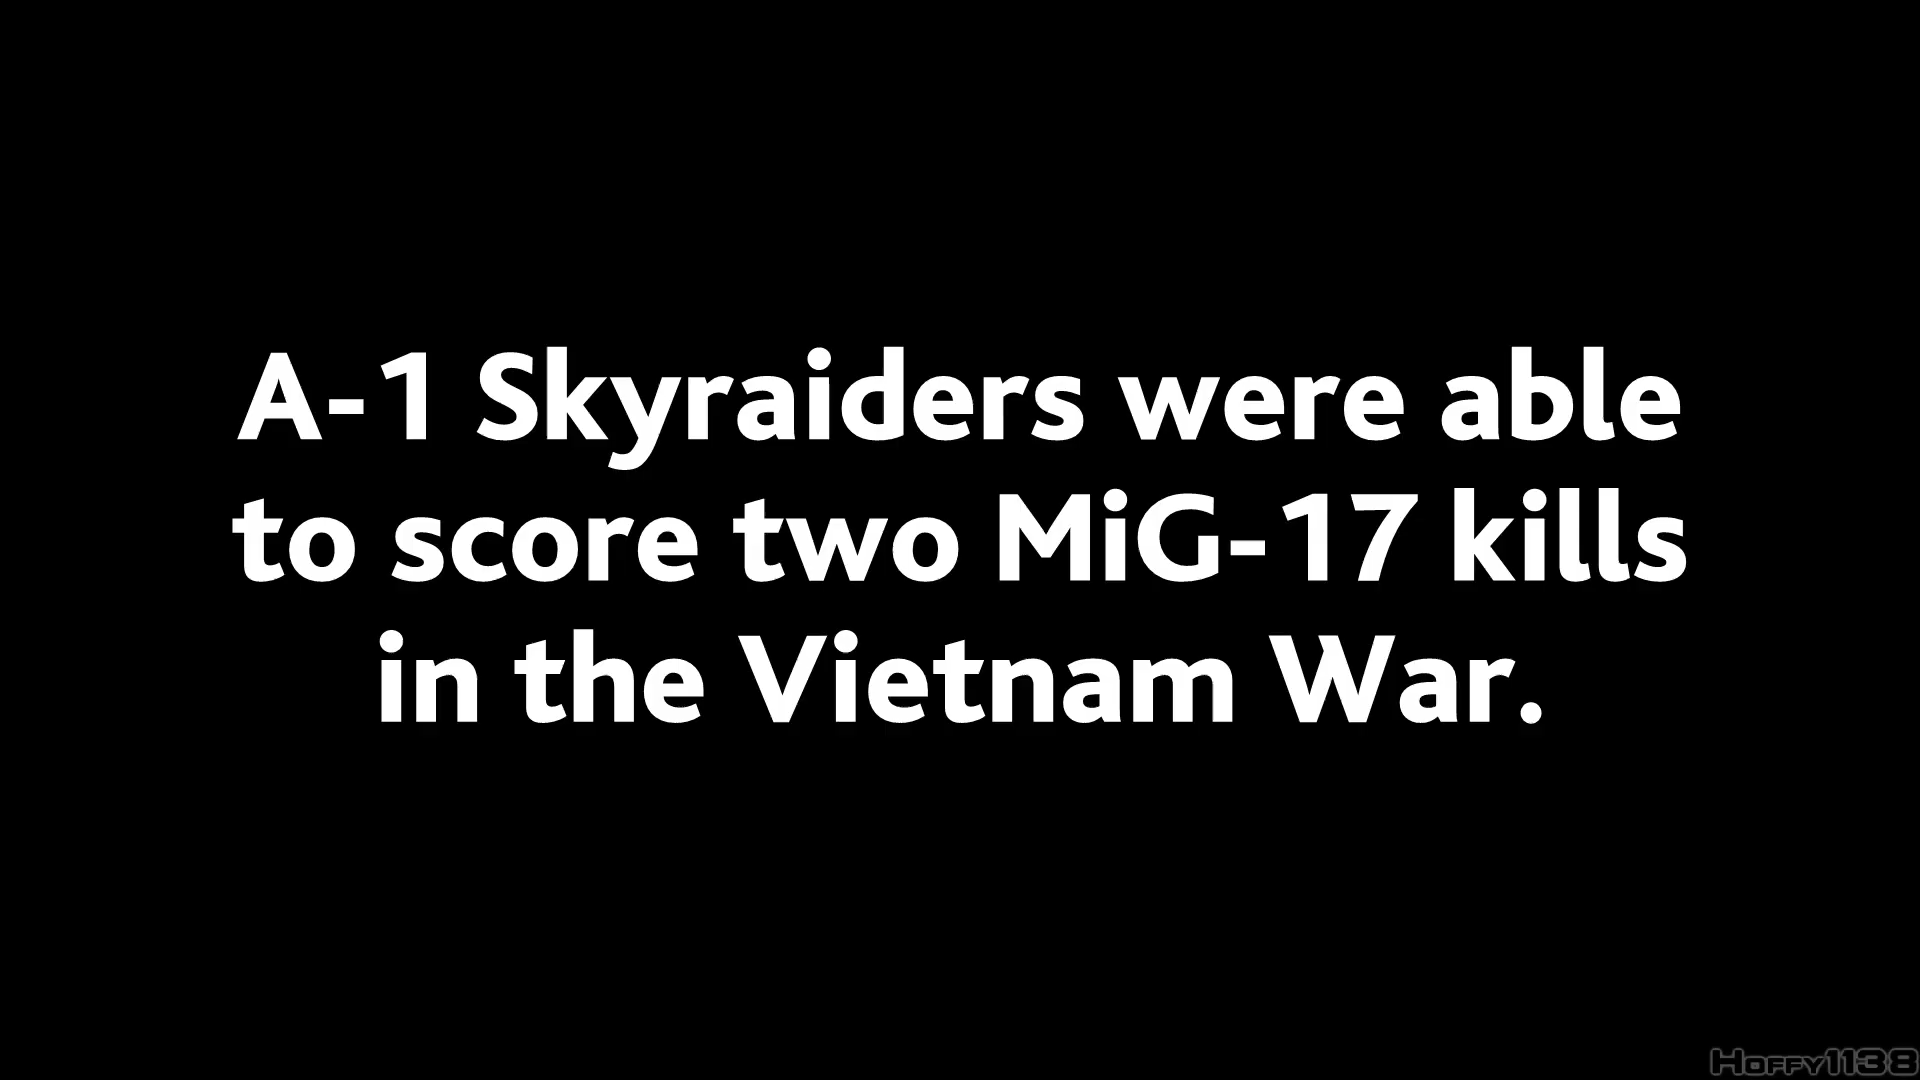 A-1 Skyraiders were able
to score two MiG-17 kills
in the Vietnam War.
Hoffy1138